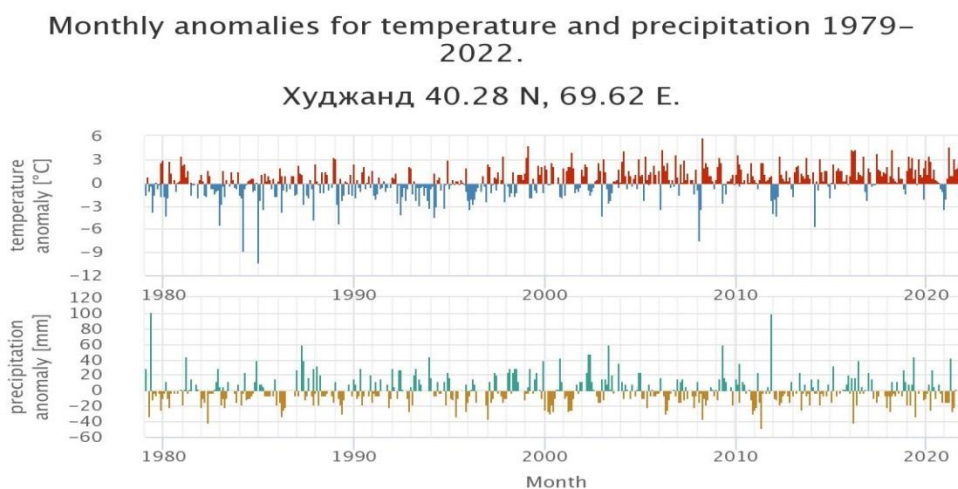 Monthly anomalies for temperature and precipitation 1979–
2022.
Худжанд 40.28 N, 69.62 E.
temperature
anomaly [°C]
6
3
0
−3
−6
−9
−12
1980 1990 2000 2010 2020
precipitation
anomaly [mm]
120
100
80
60
40
20
0
−20
−40
−60
1980 1990 2000 2010 2020
Month